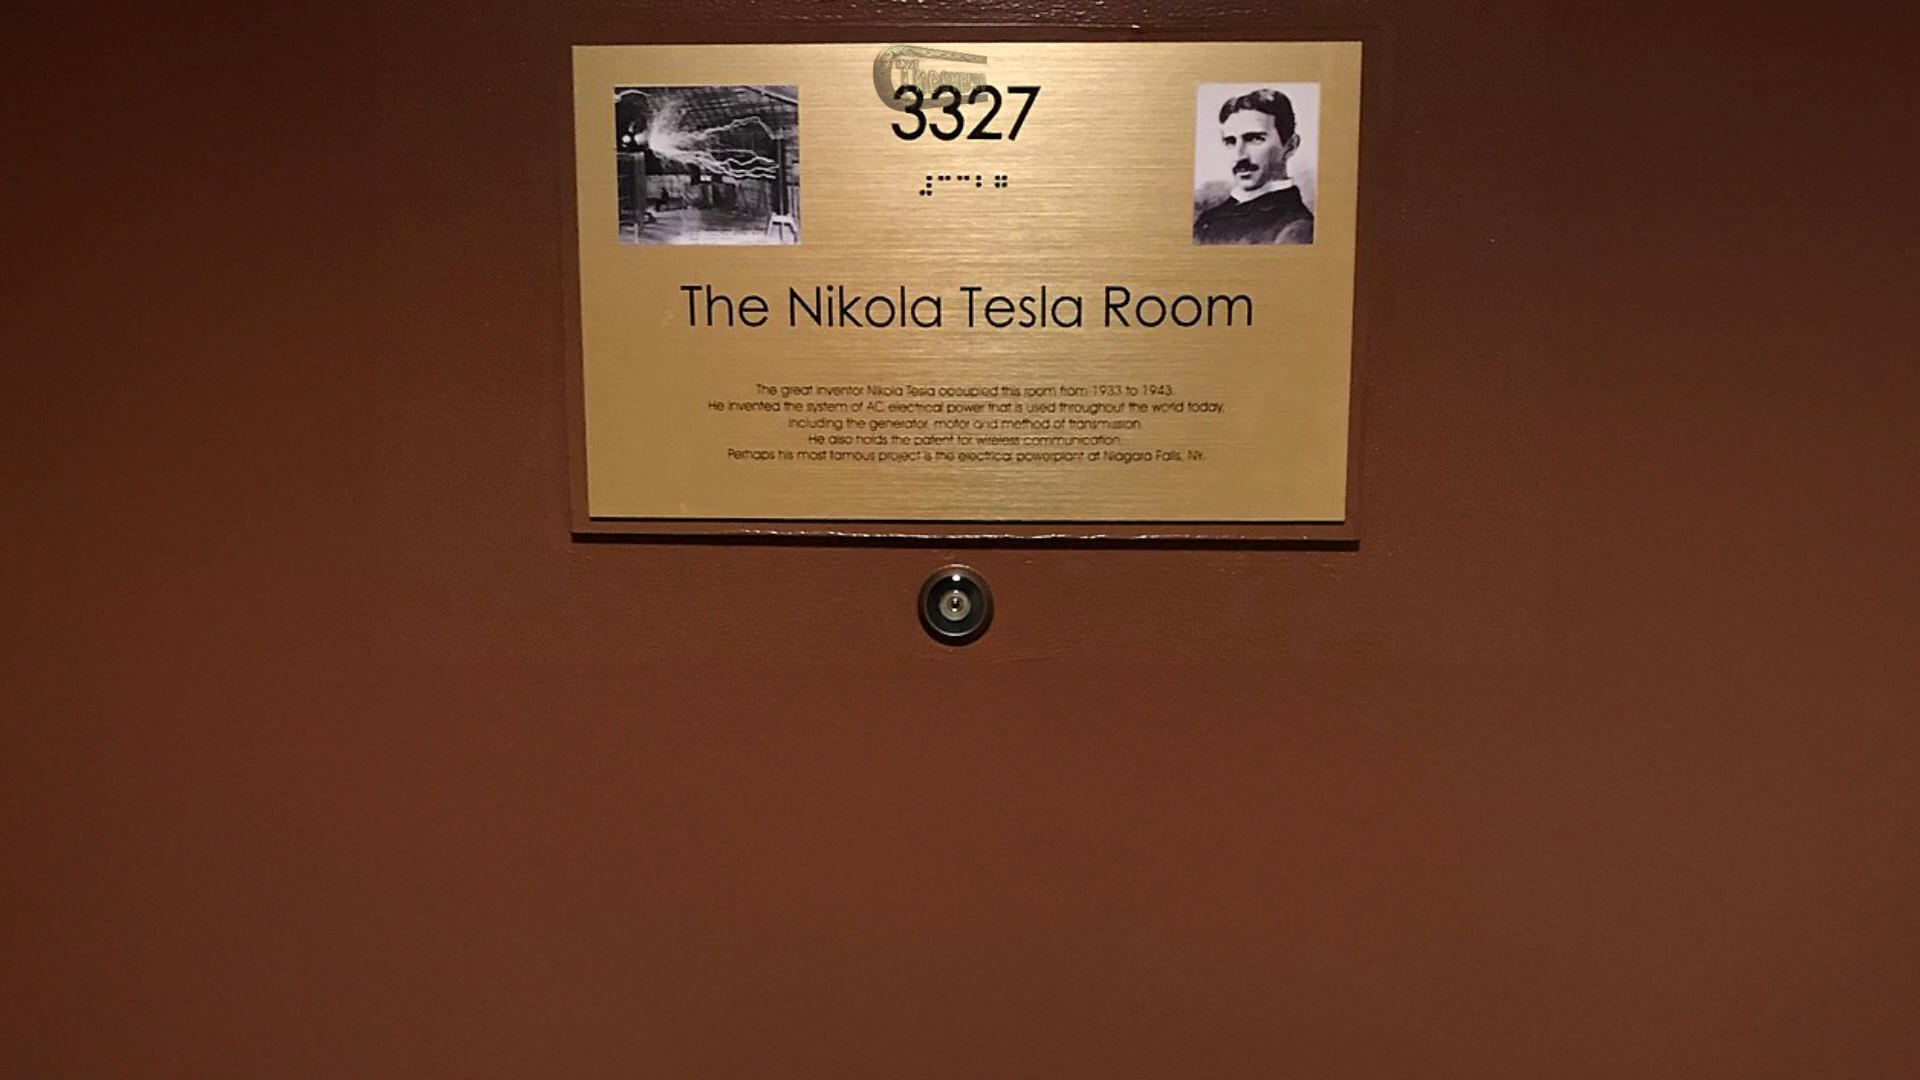 3327
⠼⠉⠉⠃⠛
The Nikola Tesla Room
The great inventor Nikola Tesla occupied this room from 1933 to 1943.
He invented the system of AC electrical power that is used throughout the world today,
including the generator, motor and method of transmission.
He also holds the patent for wireless communication.
Perhaps his most famous project is the electrical powerplant at Niagara Falls, NY.